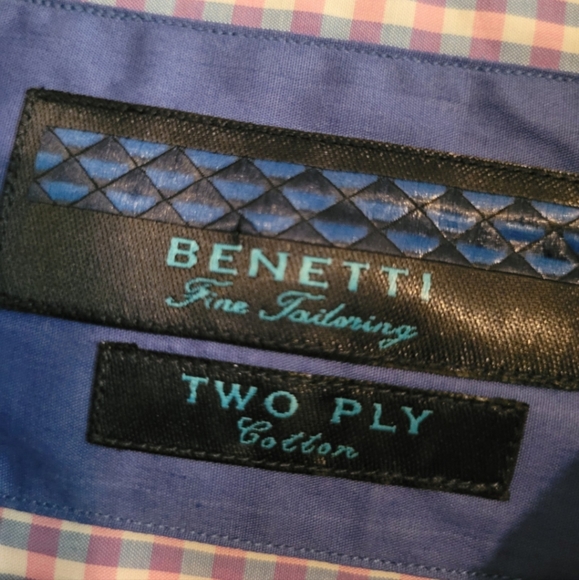 BENETTI
Fine Tailoring
TWO PLY
Cotton